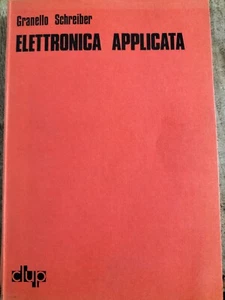 Granello Schreiber
ELETTRONICA APPLICATA
clup